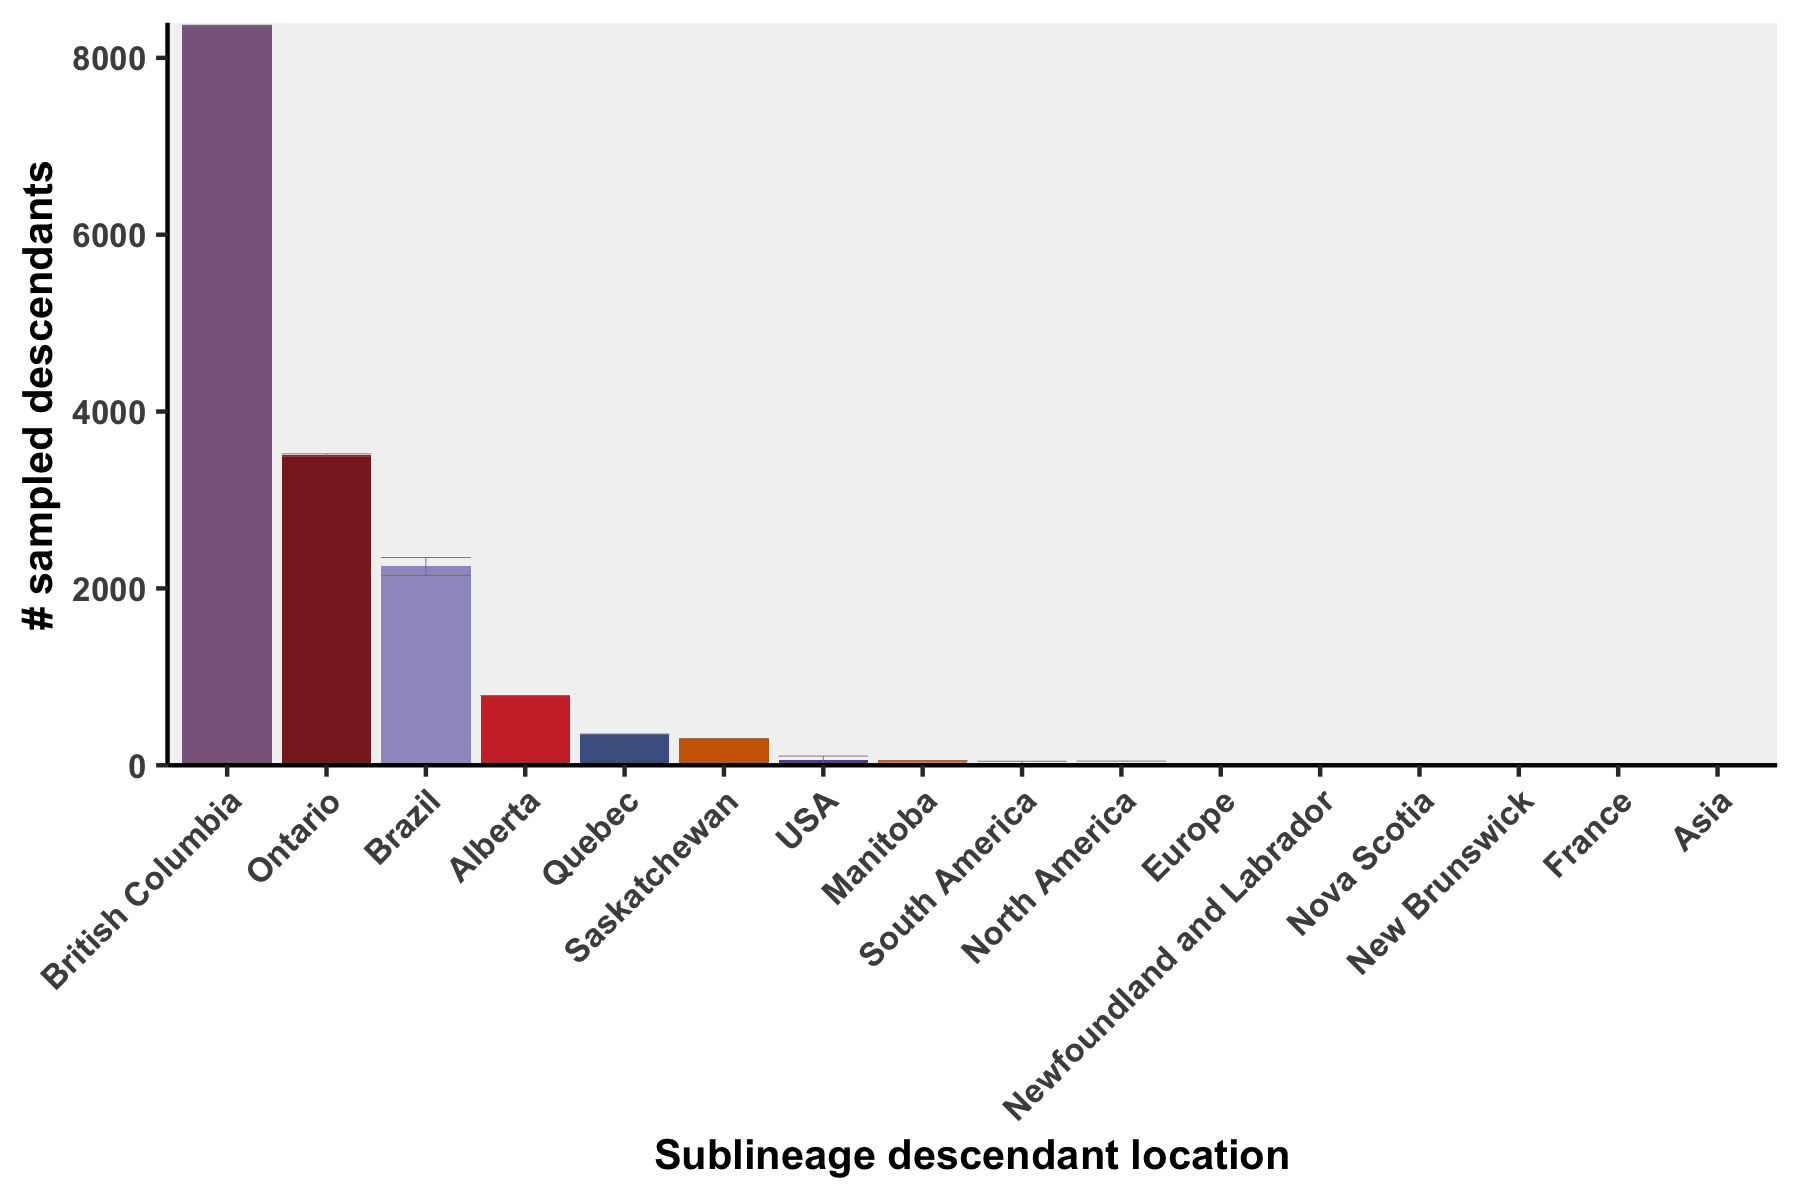 # sampled descendants
8000
6000
4000
2000
0
British Columbia
Ontario
Brazil
Alberta
Quebec
Saskatchewan
USA
Manitoba
South America
North America
Europe
Newfoundland and Labrador
Nova Scotia
New Brunswick
France
Asia
Sublineage descendant location